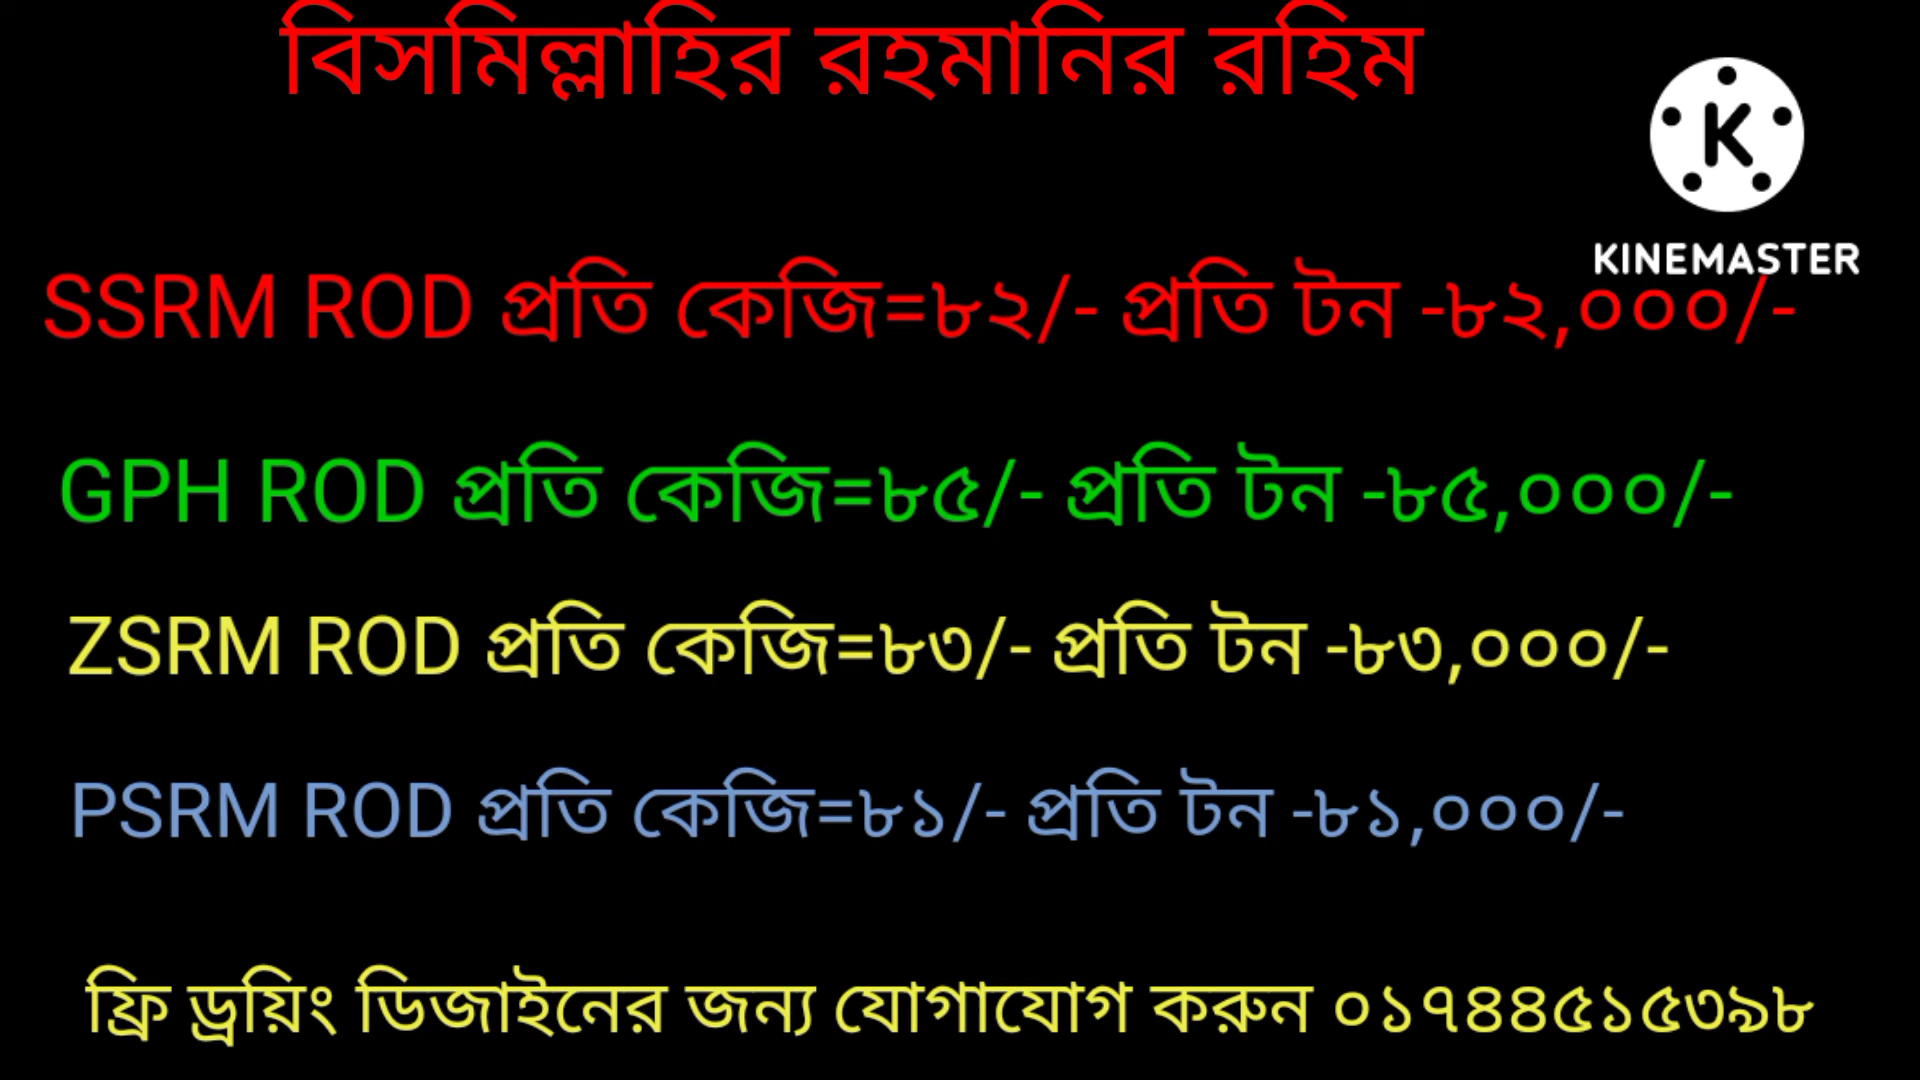 বিসমিল্লাহির রহমানির রহিম
K
KINEMASTER
SSRM ROD প্রতি কেজি=৮২/- প্রতি টন -৮২,০০০/-
GPH ROD প্রতি কেজি=৮৫/- প্রতি টন -৮৫,০০০/-
ZSRM ROD প্রতি কেজি=৮৩/- প্রতি টন -৮৩,০০০/-
PSRM ROD প্রতি কেজি=৮১/- প্রতি টন -৮১,০০০/-
ফ্রি ড্রয়িং ডিজাইনের জন্য যোগাযোগ করুন ০১৭৪৪৫১৫৩৯৮